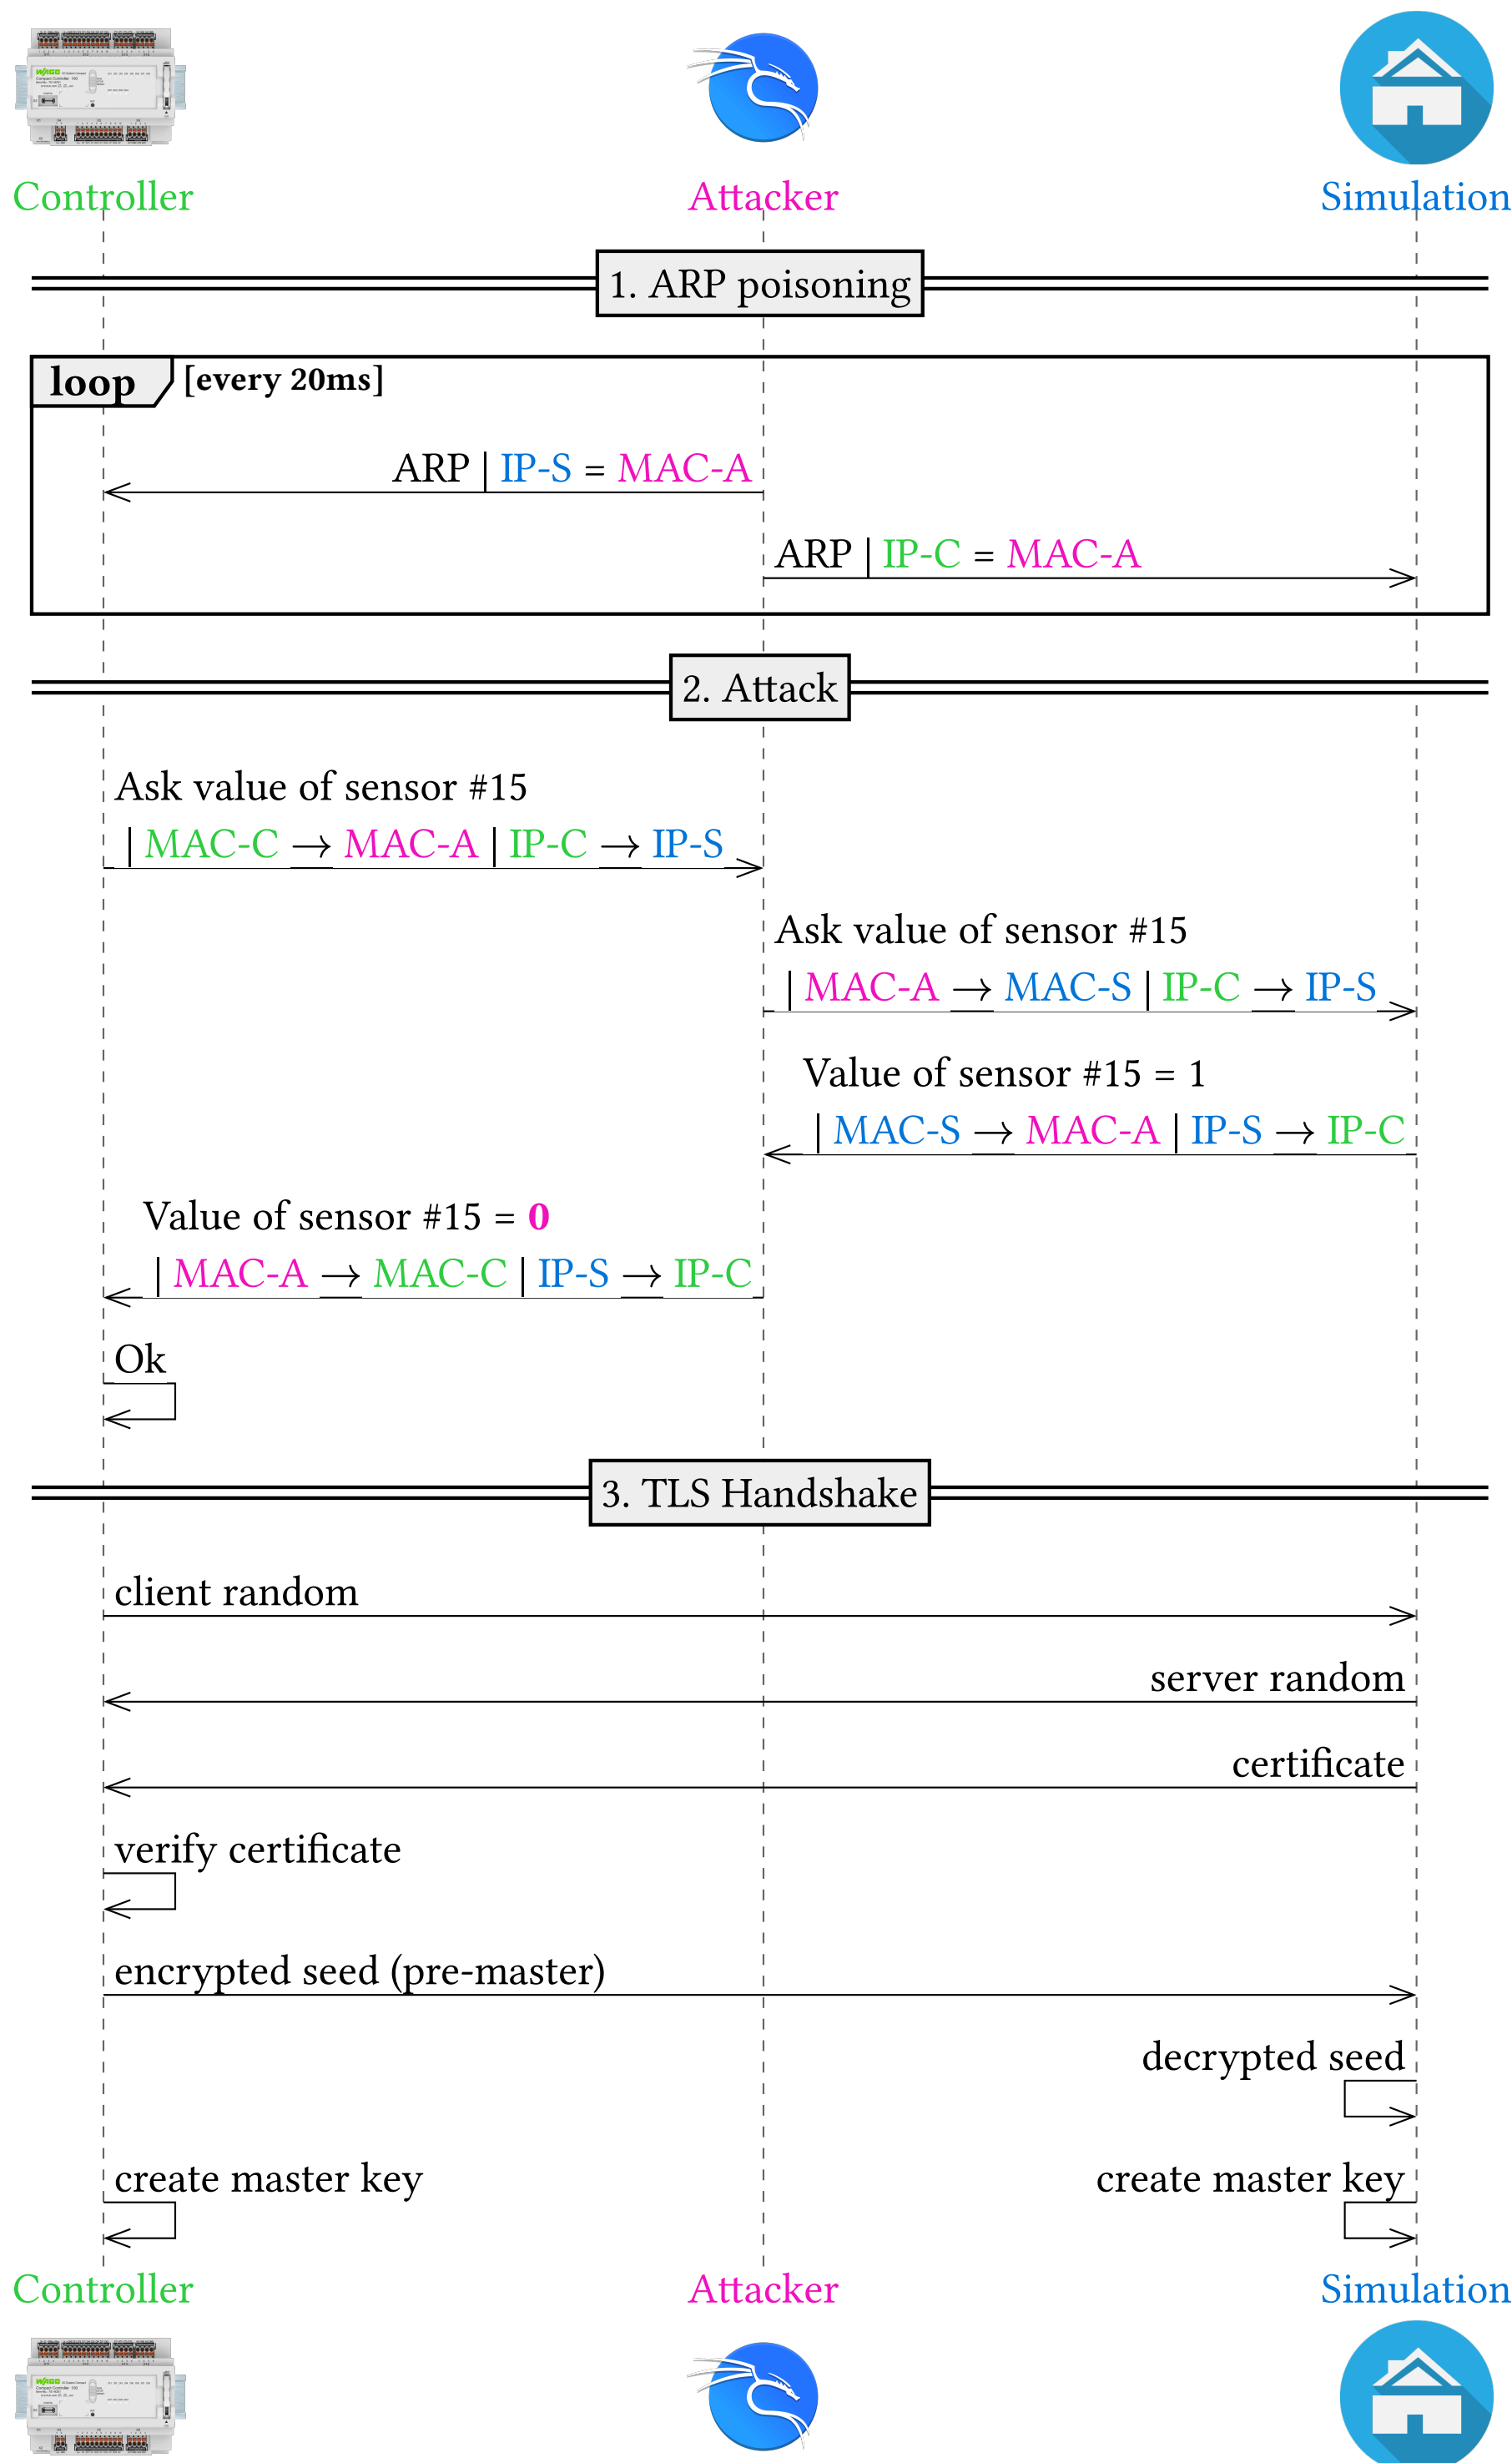 WAGO
Controller
Attacker
Simulation
1. ARP poisoning
loop [every 20ms]
ARP | IP-S = MAC-A
ARP | IP-C = MAC-A
2. Attack
Ask value of sensor #15
| MAC-C → MAC-A | IP-C → IP-S
Ask value of sensor #15
| MAC-A → MAC-S | IP-C → IP-S
Value of sensor #15 = 1
| MAC-S → MAC-A | IP-S → IP-C
Value of sensor #15 = 0
| MAC-A → MAC-C | IP-S → IP-C
Ok
3. TLS Handshake
client random
server random
certificate
verify certificate
encrypted seed (pre-master)
decrypted seed
create master key
create master key
Controller
Attacker
Simulation
WAGO